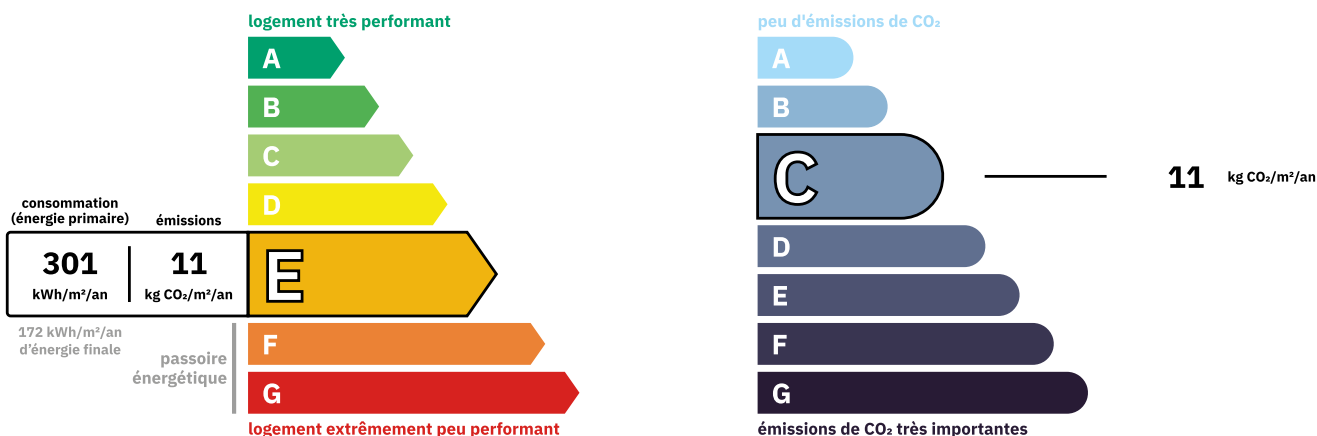 logement très performant
A
B
C
D
consommation
(énergie primaire)
émissions
301
kWh/m²/an
11
kg CO₂/m²/an
E
172 kWh/m²/an
d'énergie finale
passoire
énergétique
F
G
logement extrêmement peu performant
peu d'émissions de CO₂
A
B
C
11
kg CO₂/m²/an
D
E
F
G
émissions de CO₂ très importantes